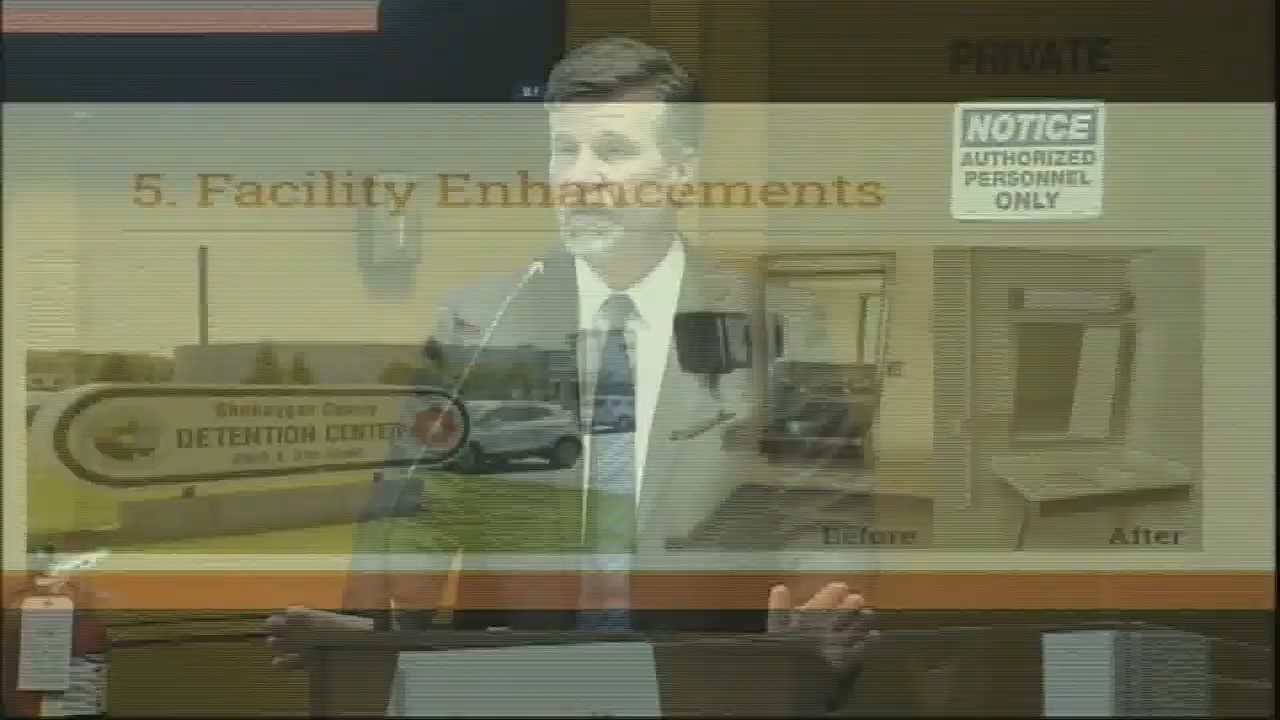 PRIVATE
NOTICE
AUTHORIZED
PERSONNEL
ONLY
5. Facility Enhancements
Sheboygan County
DETENTION CENTER
Before
After